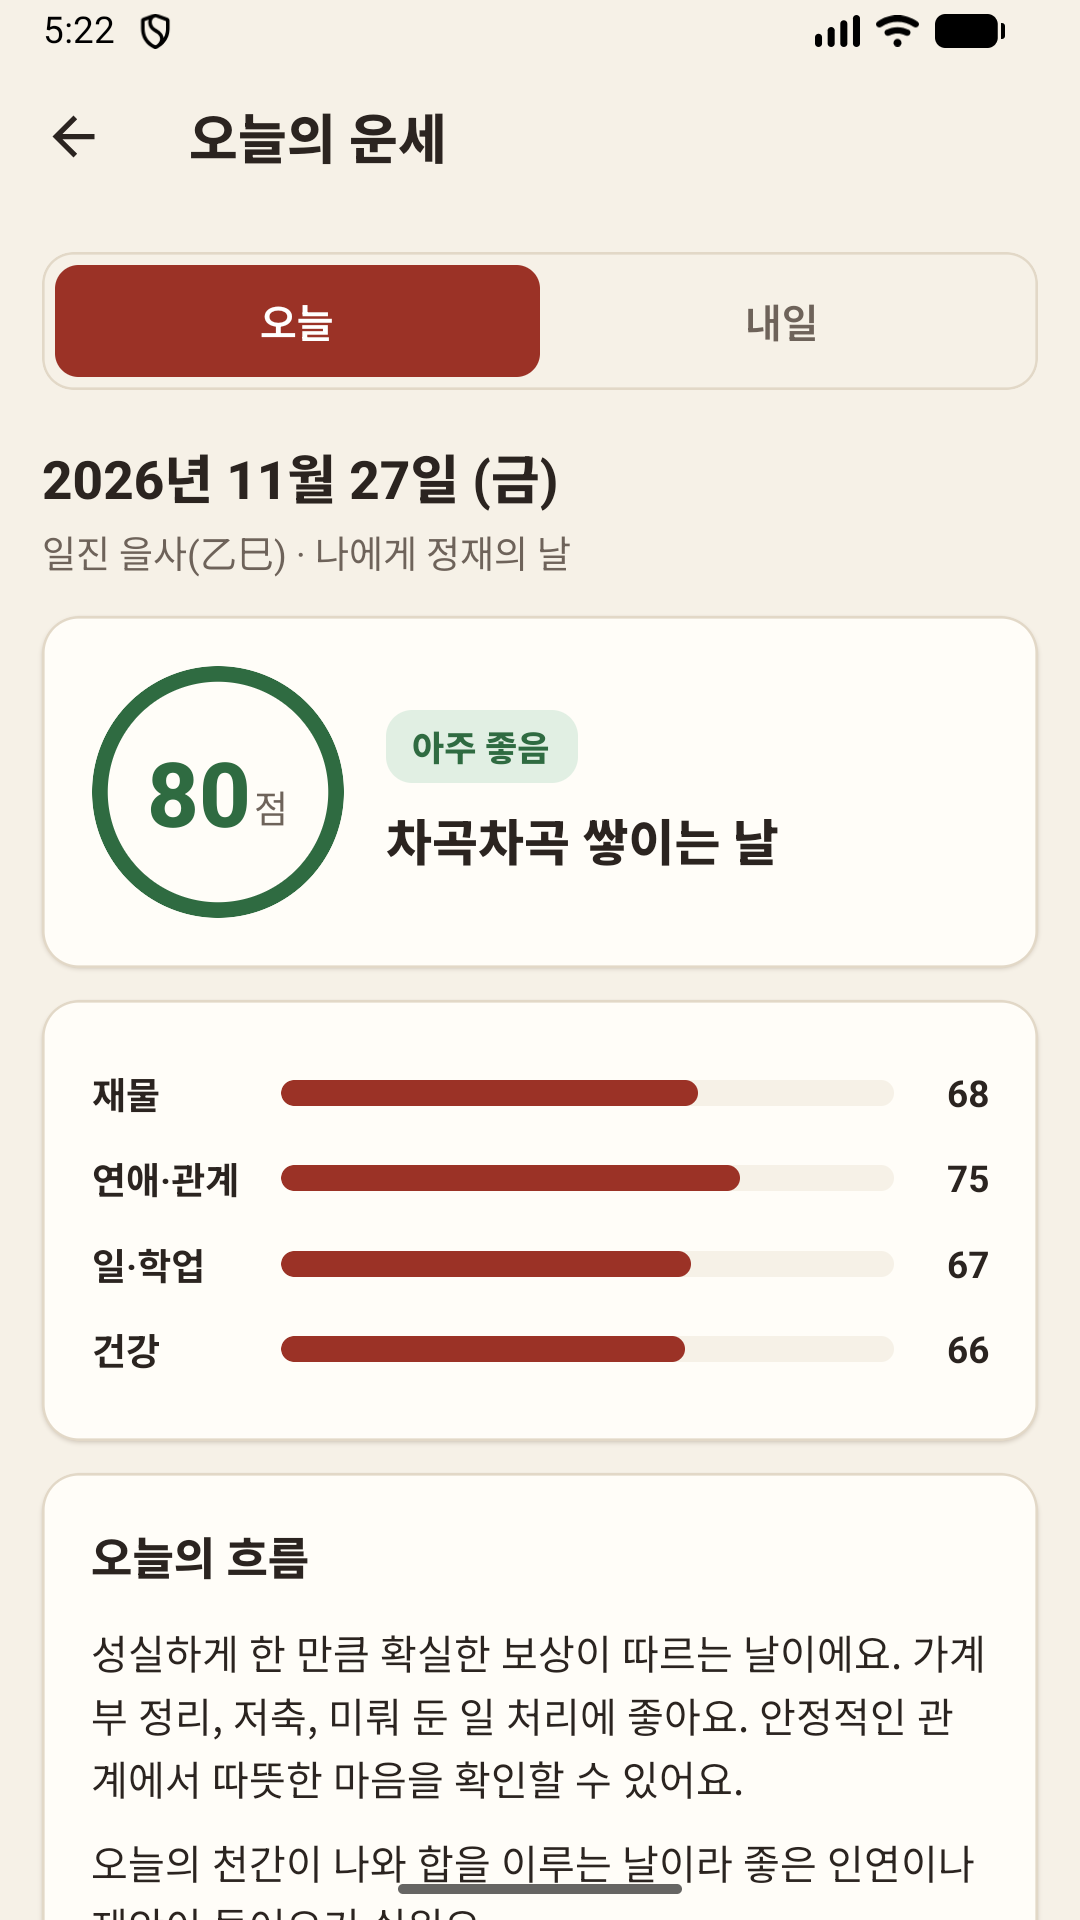 5:22
오늘의 운세
오늘
내일
2026년 11월 27일 (금)
일진 을사(乙巳) · 나에게 정재의 날
80점
아주 좋음
차곡차곡 쌓이는 날
재물 68
연애·관계 75
일·학업 67
건강 66
오늘의 흐름
성실하게 한 만큼 확실한 보상이 따르는 날이에요. 가계
부 정리, 저축, 미뤄 둔 일 처리에 좋아요. 안정적인 관
계에서 따뜻한 마음을 확인할 수 있어요.
오늘의 천간이 나와 합을 이루는 날이라 좋은 인연이나